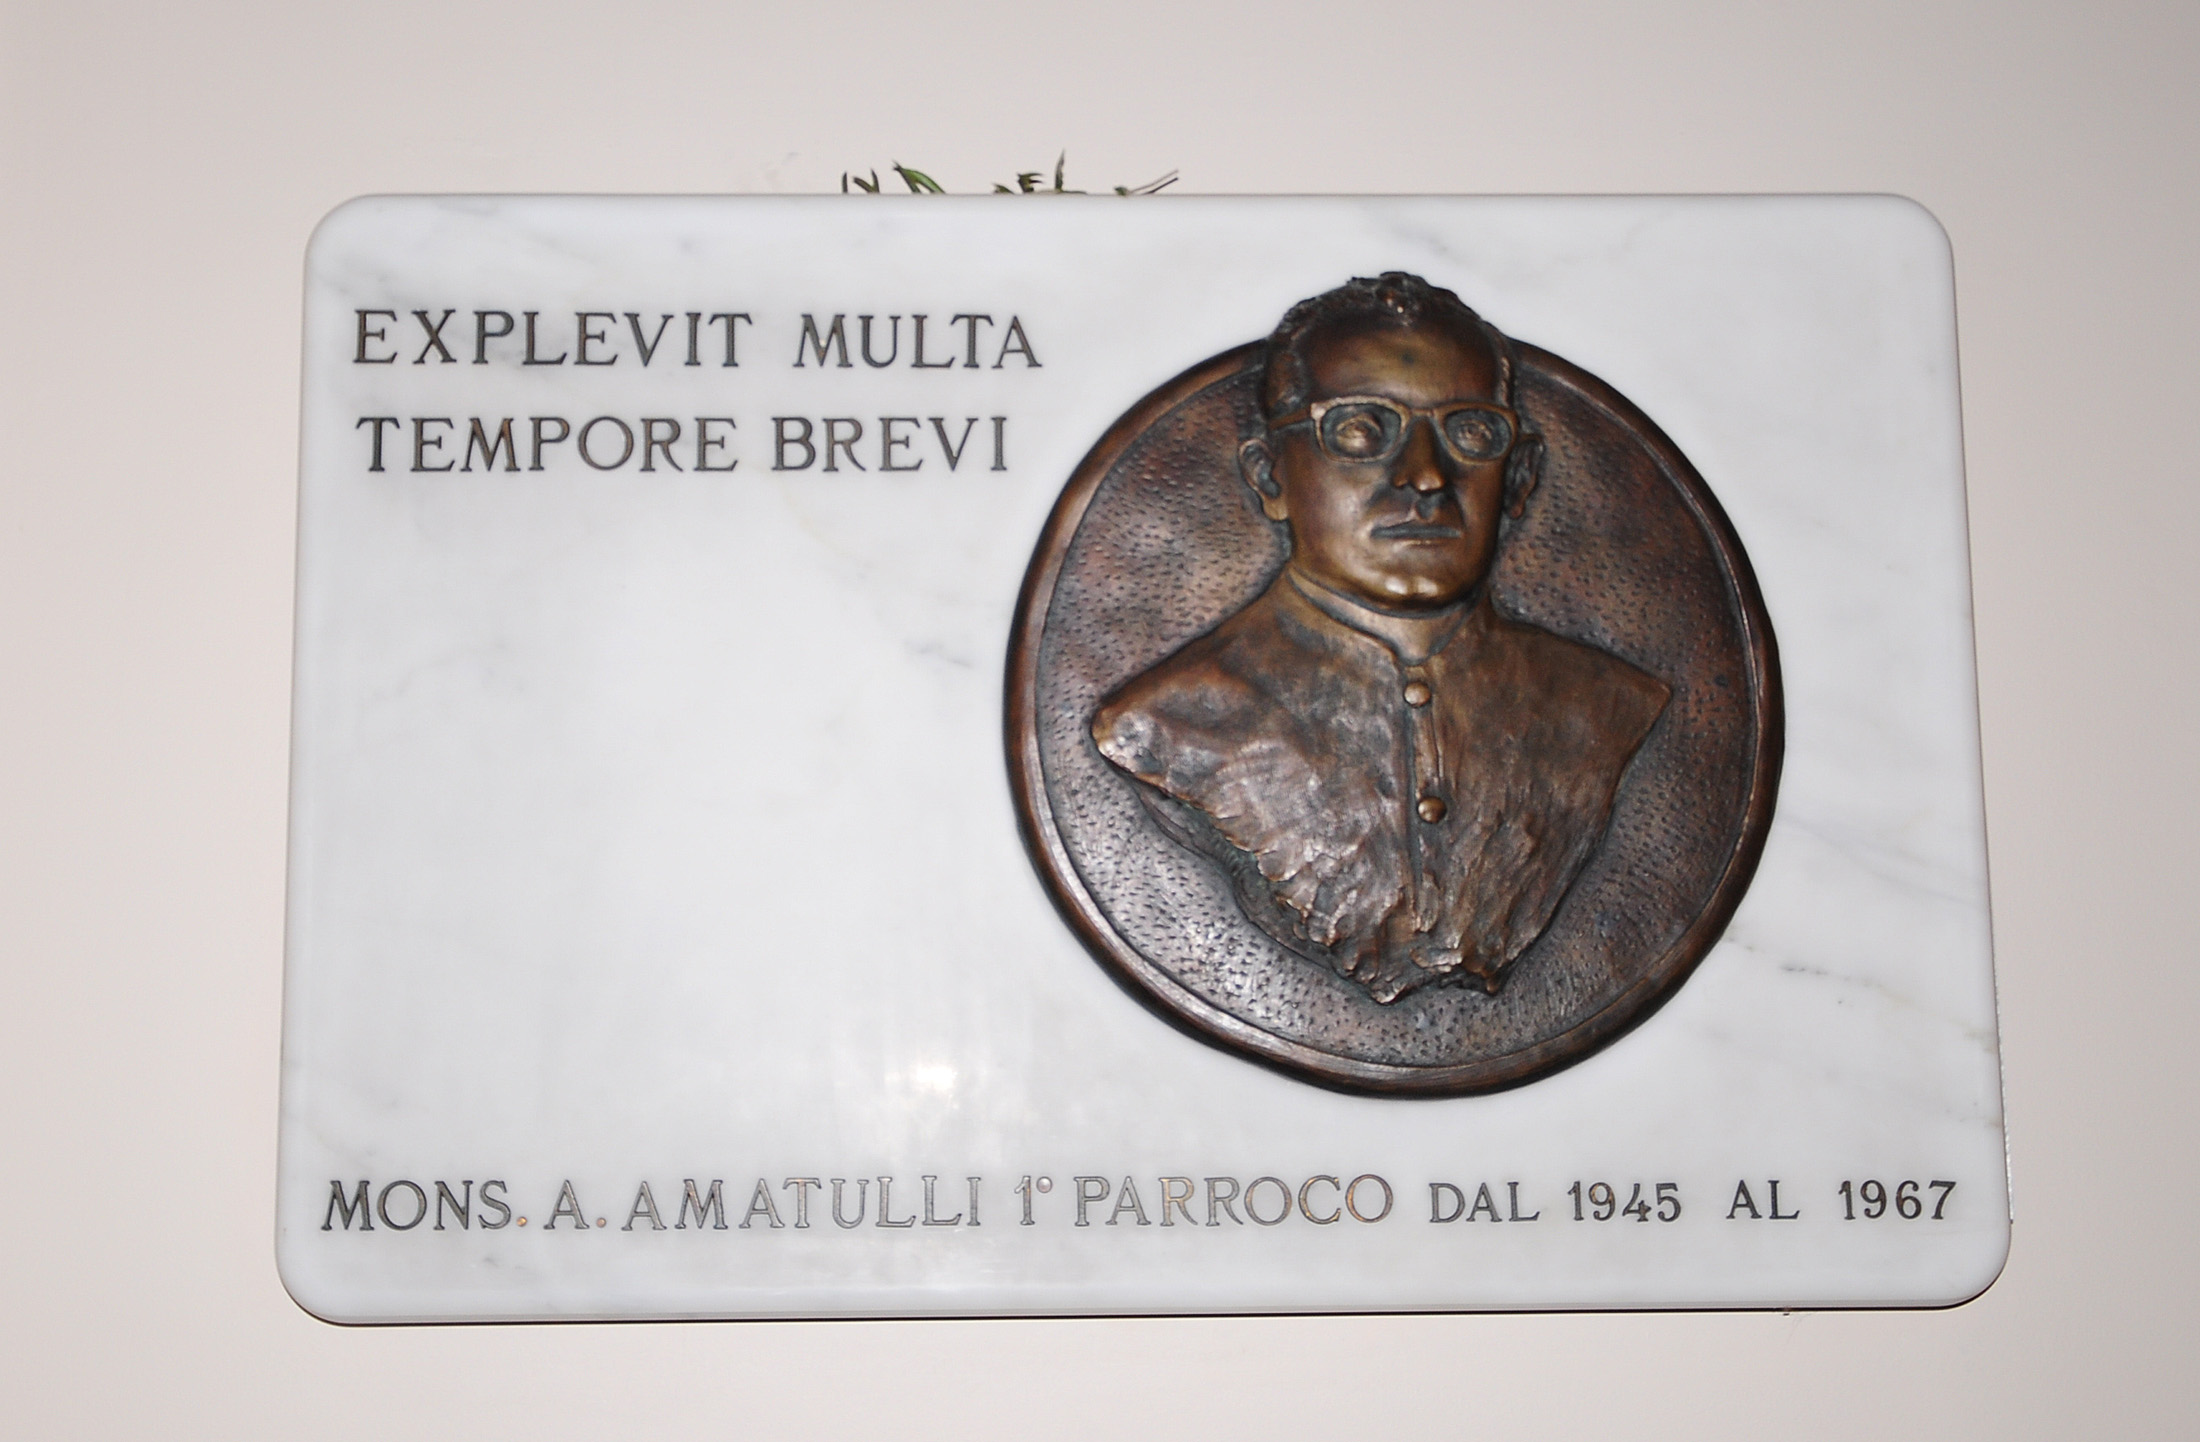 EXPLEVIT MULTA
TEMPORE BREVI
MONS. A. AMATULLI 1° PARROCO DAL 1945 AL 1967